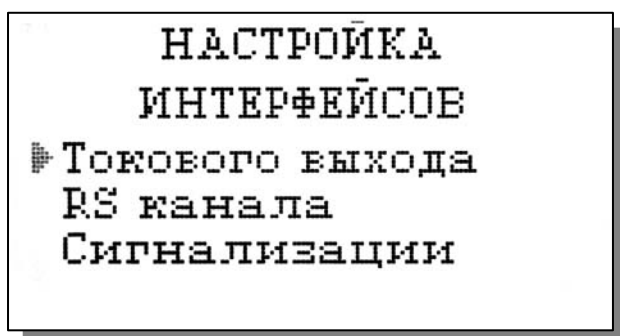 НАСТРОЙКА
ИНТЕРФЕЙСОВ
Токового выхода
RS канала
Сигнализации